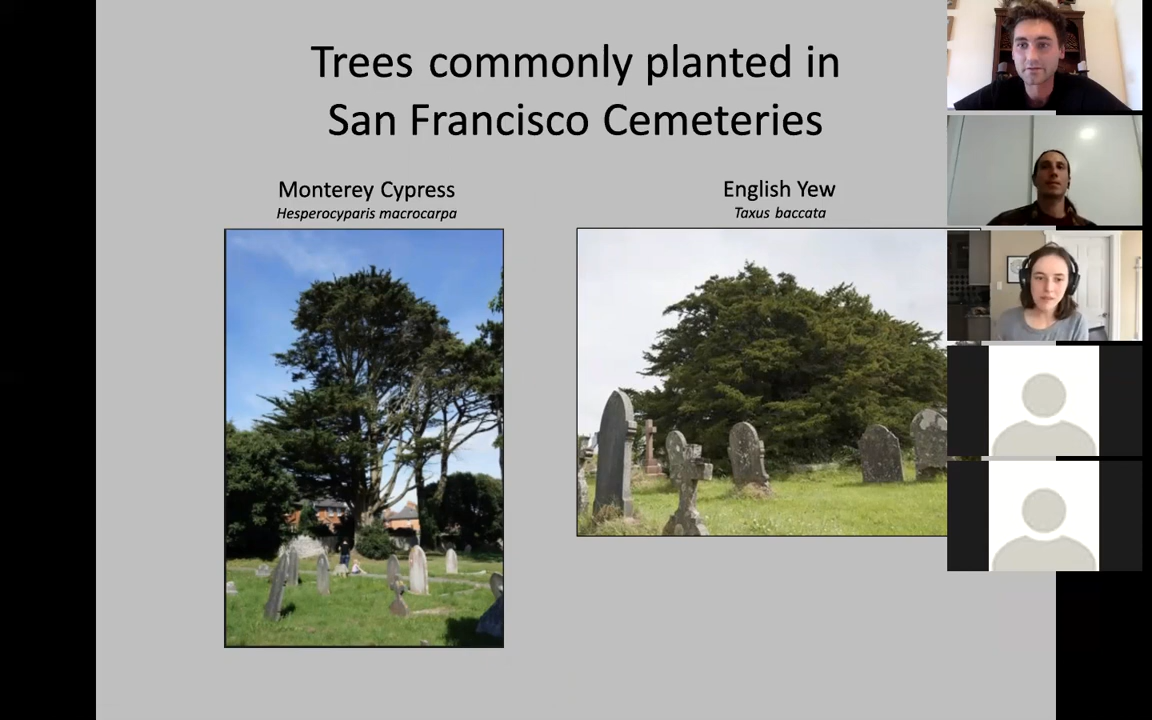 Trees commonly planted in
San Francisco Cemeteries
Monterey Cypress
Hesperocyparis macrocarpa
English Yew
Taxus baccata